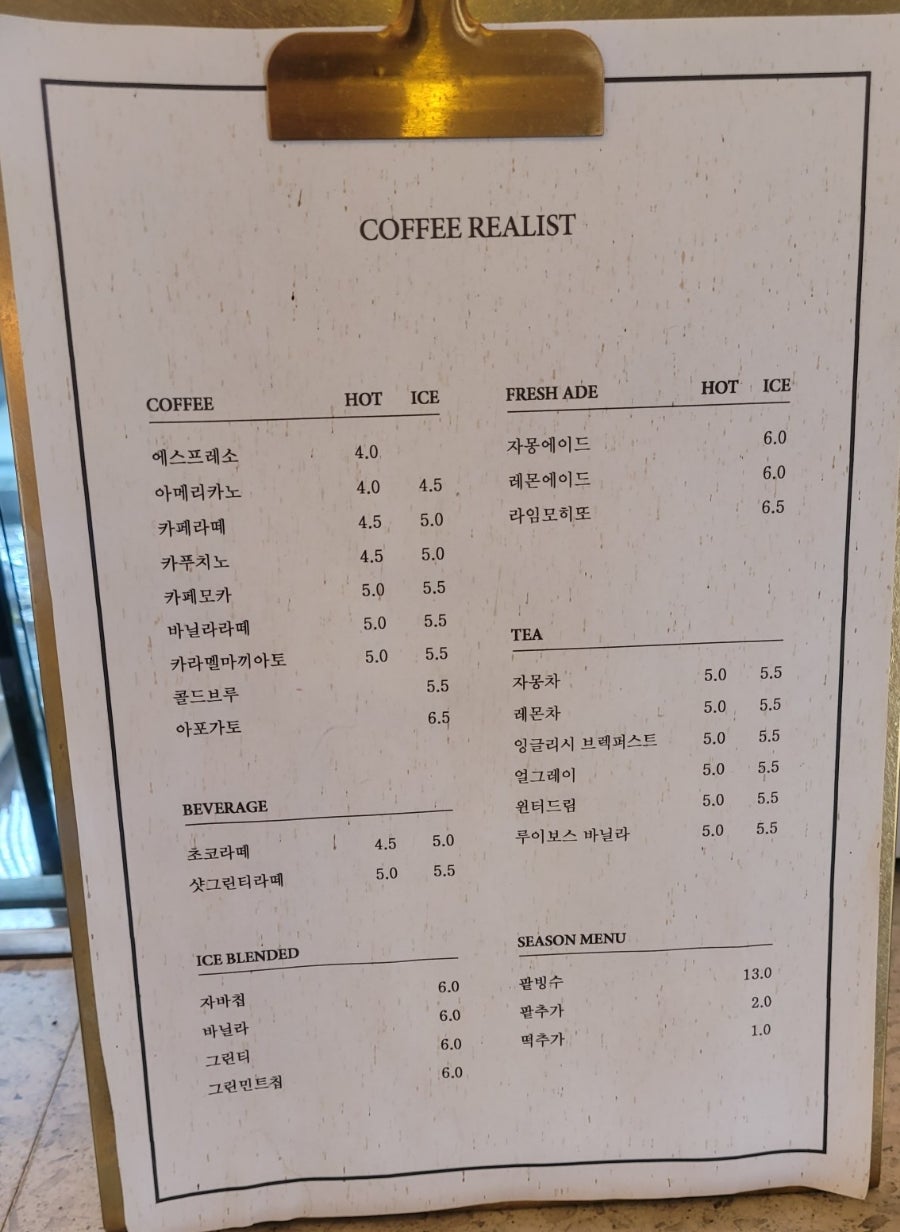 COFFEE REALIST
COFFEE HOT ICE
에스프레소 4.0
아메리카노 4.0 4.5
카페라떼 4.5 5.0
카푸치노 4.5 5.0
카페모카 5.0 5.5
바닐라라떼 5.0 5.5
카라멜마끼아토 5.0 5.5
콜드브루 5.5
아포가토 6.5
BEVERAGE
초코라떼 4.5 5.0
샷그린티라떼 5.0 5.5
ICE BLENDED
자바칩 6.0
바닐라 6.0
그린티 6.0
그린민트칩 6.0
FRESH ADE HOT ICE
자몽에이드 6.0
레몬에이드 6.0
라임모히또 6.5
TEA
자몽차 5.0 5.5
레몬차 5.0 5.5
잉글리시 브렉퍼스트 5.0 5.5
얼그레이 5.0 5.5
윈터드림 5.0 5.5
루이보스 바닐라 5.0 5.5
SEASON MENU
팥빙수 13.0
팥추가 2.0
떡추가 1.0